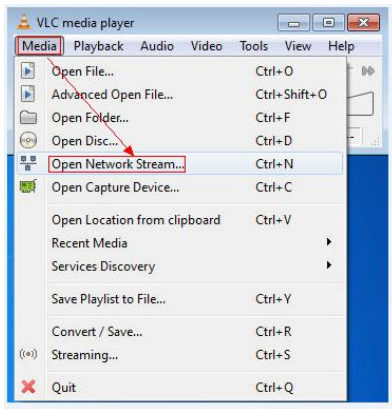 VLC media player
Media Playback Audio Video Tools View Help
Open File... Ctrl+O
Advanced Open File... Ctrl+Shift+O
Open Folder... Ctrl+F
Open Disc... Ctrl+D
Open Network Stream... Ctrl+N
Open Capture Device... Ctrl+C
Open Location from clipboard Ctrl+V
Recent Media
Services Discovery
Save Playlist to File... Ctrl+Y
Convert / Save... Ctrl+R
Streaming... Ctrl+S
Quit Ctrl+Q